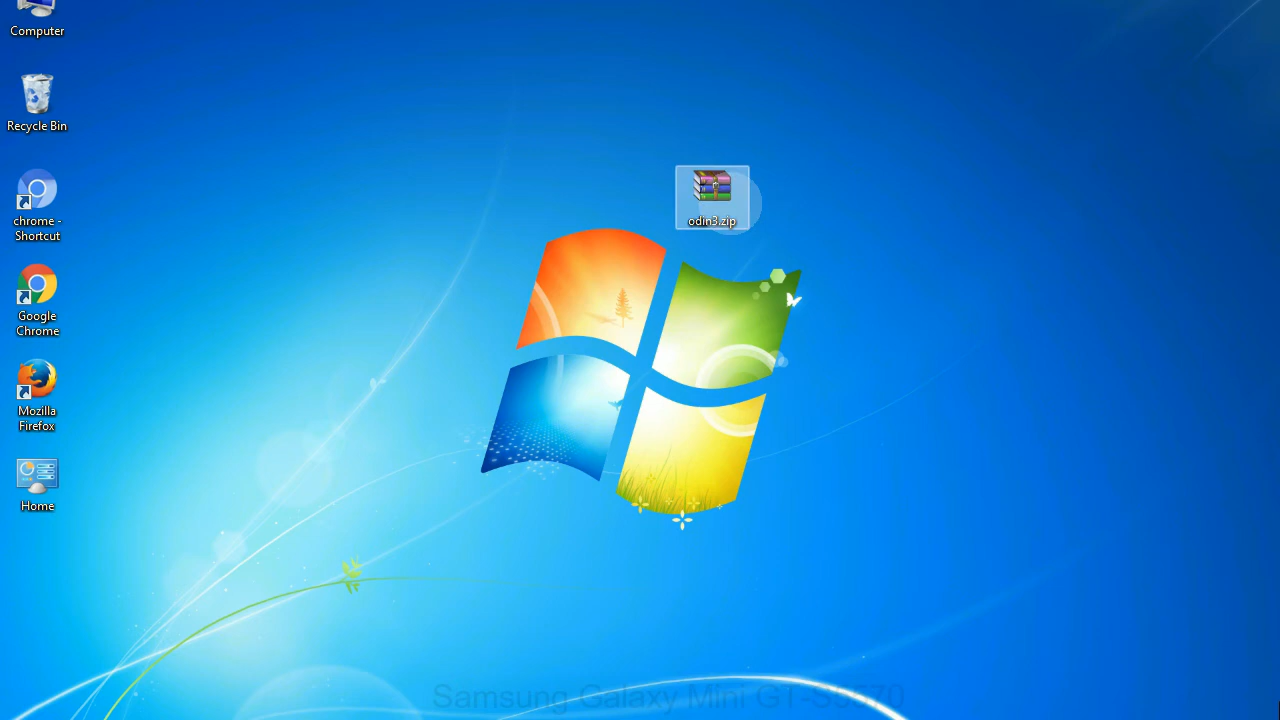 Computer
Recycle Bin
chrome -
Shortcut
Google
Chrome
Mozilla
Firefox
Home
odin3.zip
Samsung Galaxy Mini GT-S5570